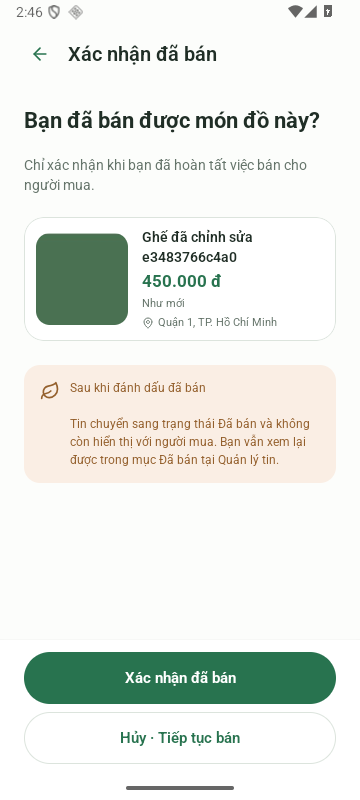 2:46
Xác nhận đã bán
Bạn đã bán được món đồ này?
Chỉ xác nhận khi bạn đã hoàn tất việc bán cho
người mua.
Ghế đã chỉnh sửa
e3483766c4a0
450.000 đ
Như mới
Quận 1, TP. Hồ Chí Minh
Sau khi đánh dấu đã bán
Tin chuyển sang trạng thái Đã bán và không
còn hiển thị với người mua. Bạn vẫn xem lại
được trong mục Đã bán tại Quản lý tin.
Xác nhận đã bán
Hủy · Tiếp tục bán